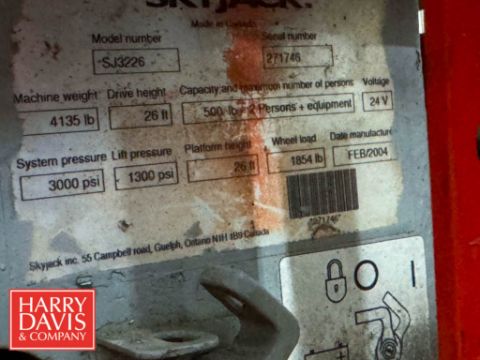 SKYJACK
Made in Canada
Model number Serial number
SJ3226 271746
Machine weight Drive height Capacity and maximum number of persons Voltage
4135 lb 26 ft 500 lb 2 Persons + equipment 24 V
System pressure Lift pressure Platform height Wheel load Date manufacture
3000 psi 1300 psi 26 ft 1854 lb FEB/2004
*271746*
Skyjack inc. 55 Campbell road, Guelph, Ontario N1H 1B9 Canada
O I
HARRY
DAVIS
& COMPANY